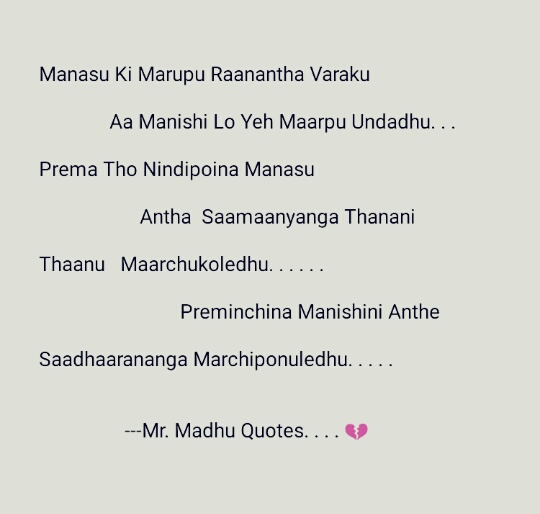 Manasu Ki Marupu Raanantha Varaku
Aa Manishi Lo Yeh Maarpu Undadhu. . .
Prema Tho Nindipoina Manasu
Antha Saamaanyanga Thanani
Thaanu Maarchukoledhu. . . . . .
Preminchina Manishini Anthe
Saadhaarananga Marchiponuledhu. . . . .
---Mr. Madhu Quotes. . . . 💔